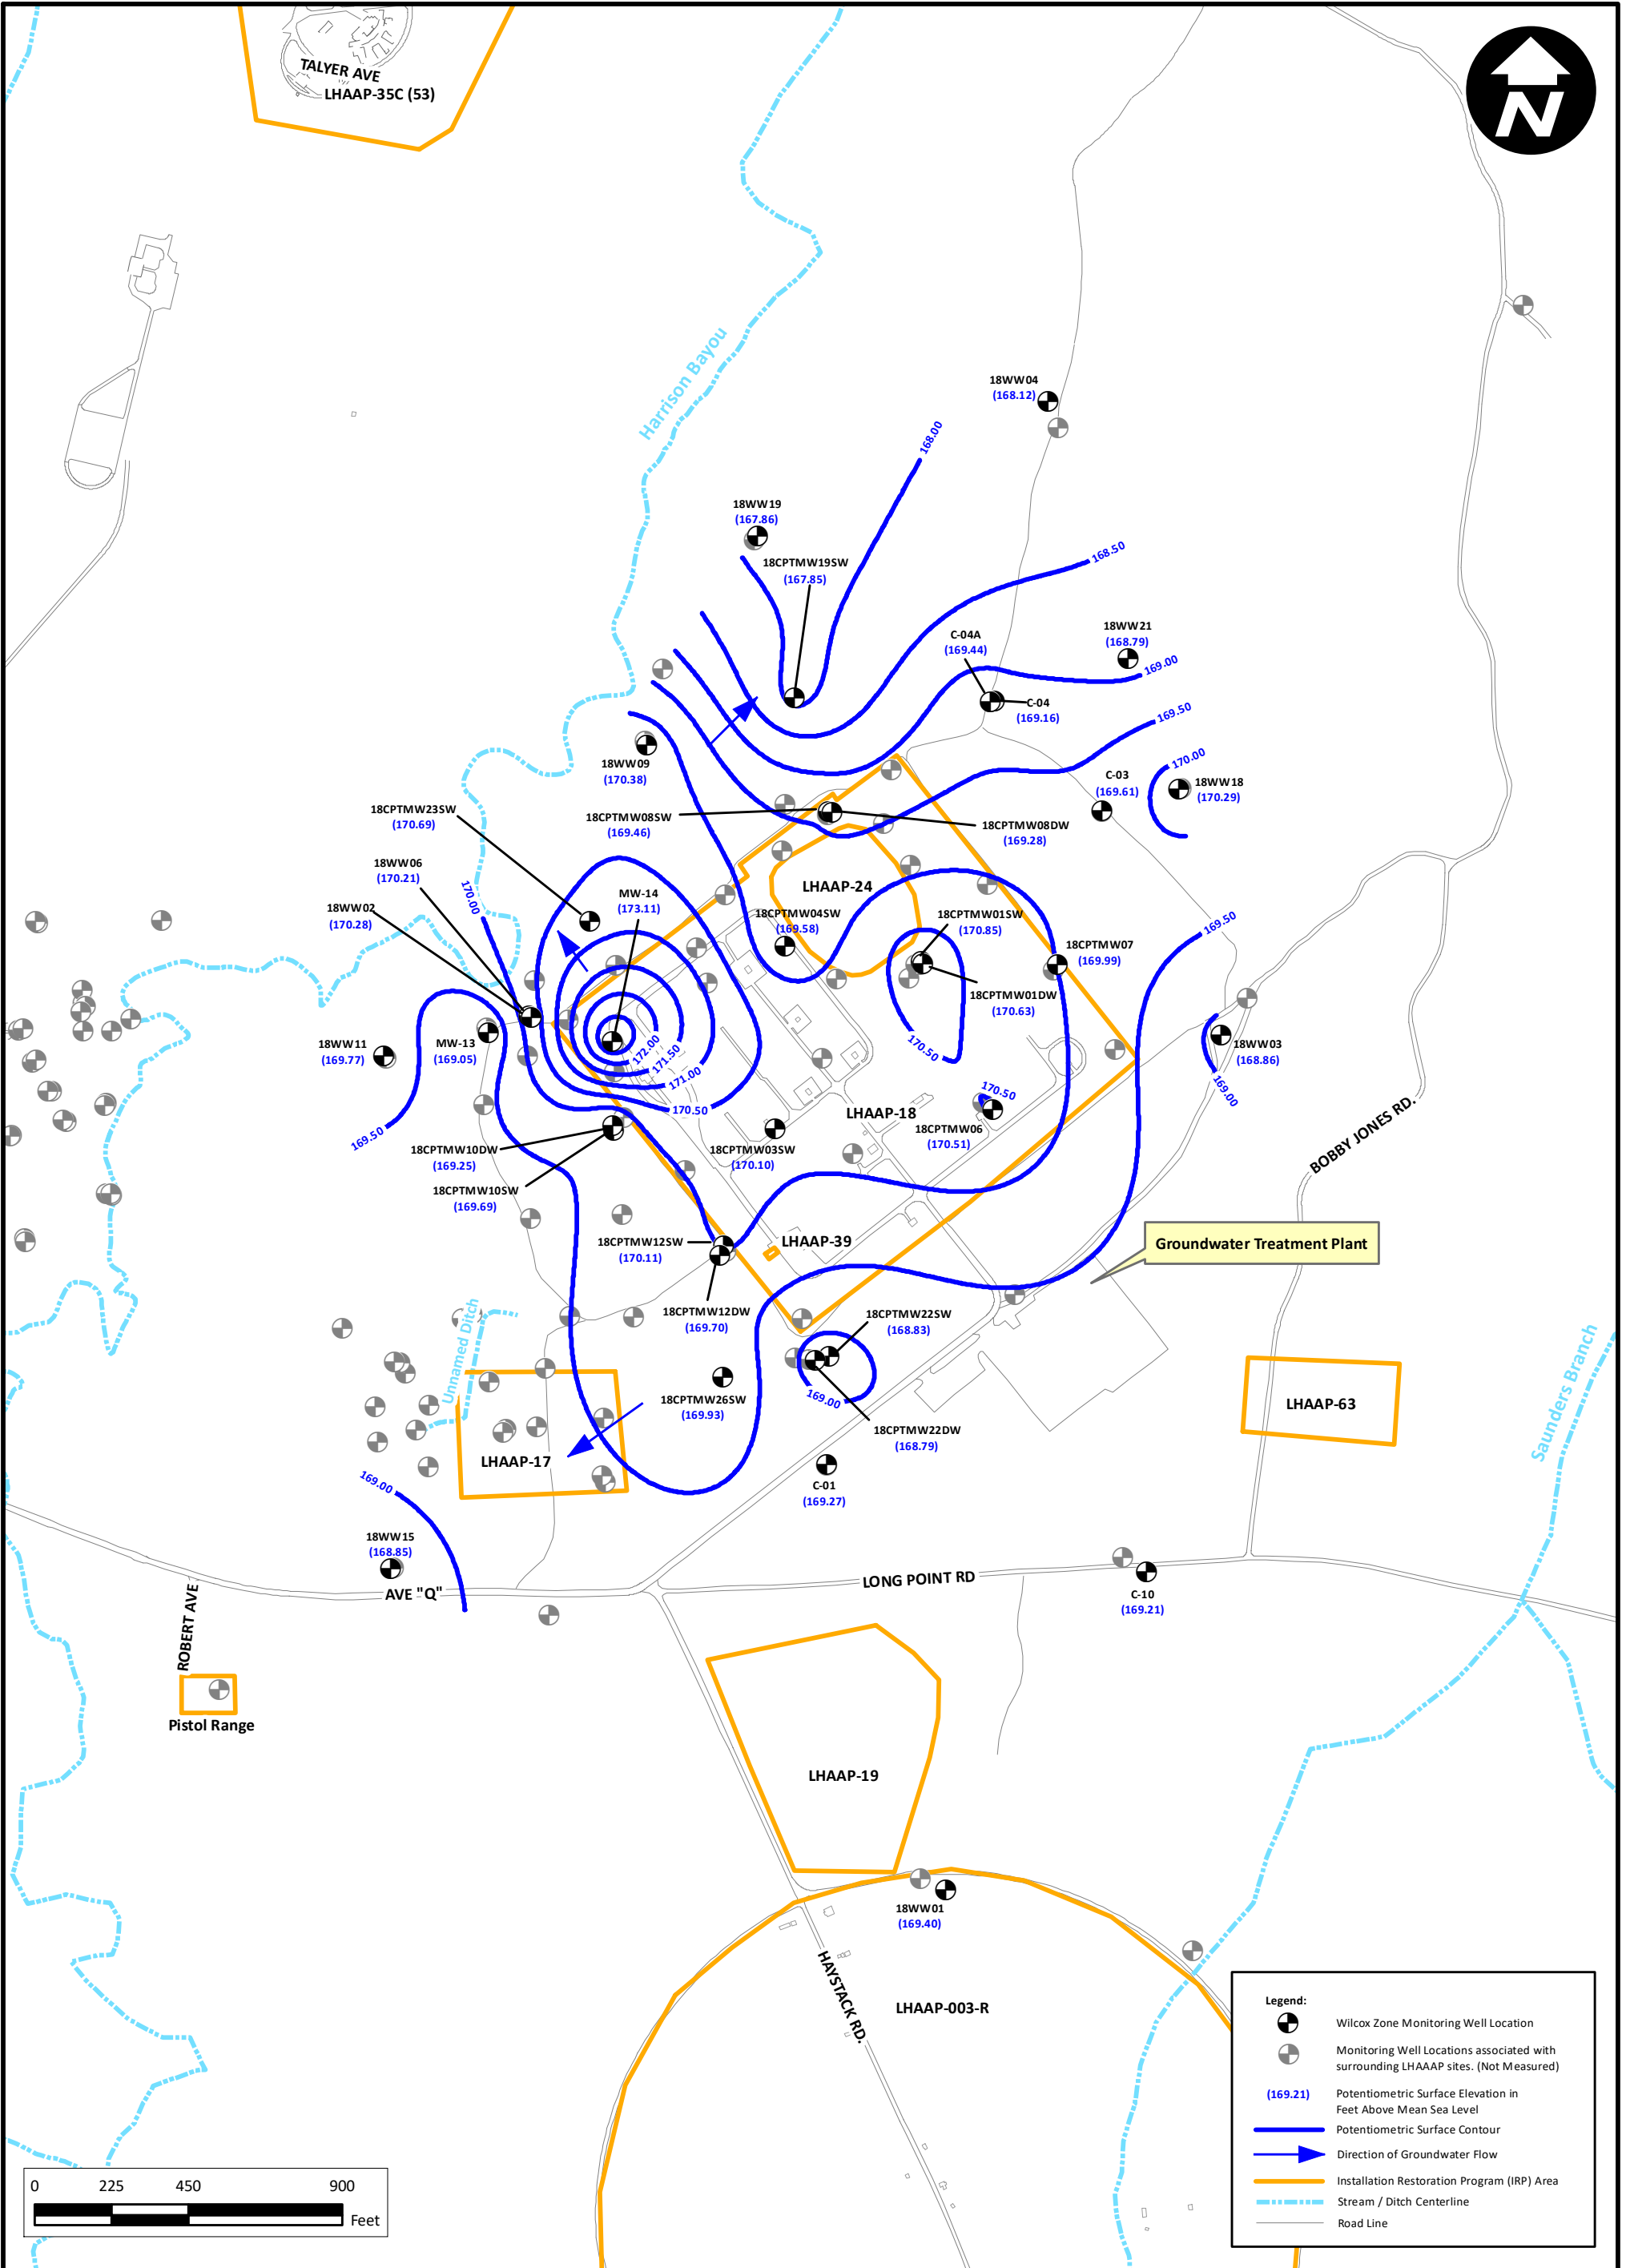 TALYER AVE
LHAAP-35C (53)
N
Harrison Bayou
18WW04
(168.12)
168.00
18WW19
(167.86)
18CPTMW19SW
(167.85)
168.50
C-04A
(169.44)
18WW21
(168.79)
169.00
C-04
(169.16)
169.50
18WW09
(170.38)
170.00
C-03
(169.61)
18WW18
(170.29)
18CPTMW23SW
(170.69)
18CPTMW08SW
(169.46)
18CPTMW08DW
(169.28)
18WW06
(170.21)
170.00
MW-14
(173.11)
LHAAP-24
18WW02
(170.28)
18CPTMW04SW
(169.58)
18CPTMW01SW
(170.85)
169.50
18CPTMW07
(169.99)
18CPTMW01DW
(170.63)
18WW11
(169.77)
MW-13
(169.05)
172.00
171.50
171.00
170.50
170.50
18WW03
(168.86)
169.00
170.50
LHAAP-18
18CPTMW06
(170.51)
169.50
18CPTMW10DW
(169.25)
18CPTMW03SW
(170.10)
BOBBY JONES RD.
18CPTMW10SW
(169.69)
18CPTMW12SW
(170.11)
LHAAP-39
Groundwater Treatment Plant
18CPTMW12DW
(169.70)
18CPTMW22SW
(168.83)
Unnamed Ditch
169.00
18CPTMW26SW
(169.93)
18CPTMW22DW
(168.79)
LHAAP-63
Saunders Branch
LHAAP-17
169.00
C-01
(169.27)
18WW15
(168.85)
AVE "Q"
LONG POINT RD
C-10
(169.21)
ROBERT AVE
Pistol Range
LHAAP-19
18WW01
(169.40)
HAYSTACK RD.
LHAAP-003-R
Legend:
Wilcox Zone Monitoring Well Location
Monitoring Well Locations associated with
surrounding LHAAAP sites. (Not Measured)
(169.21)
Potentiometric Surface Elevation in
Feet Above Mean Sea Level
Potentiometric Surface Contour
Direction of Groundwater Flow
Installation Restoration Program (IRP) Area
Stream / Ditch Centerline
Road Line
0 225 450 900
Feet